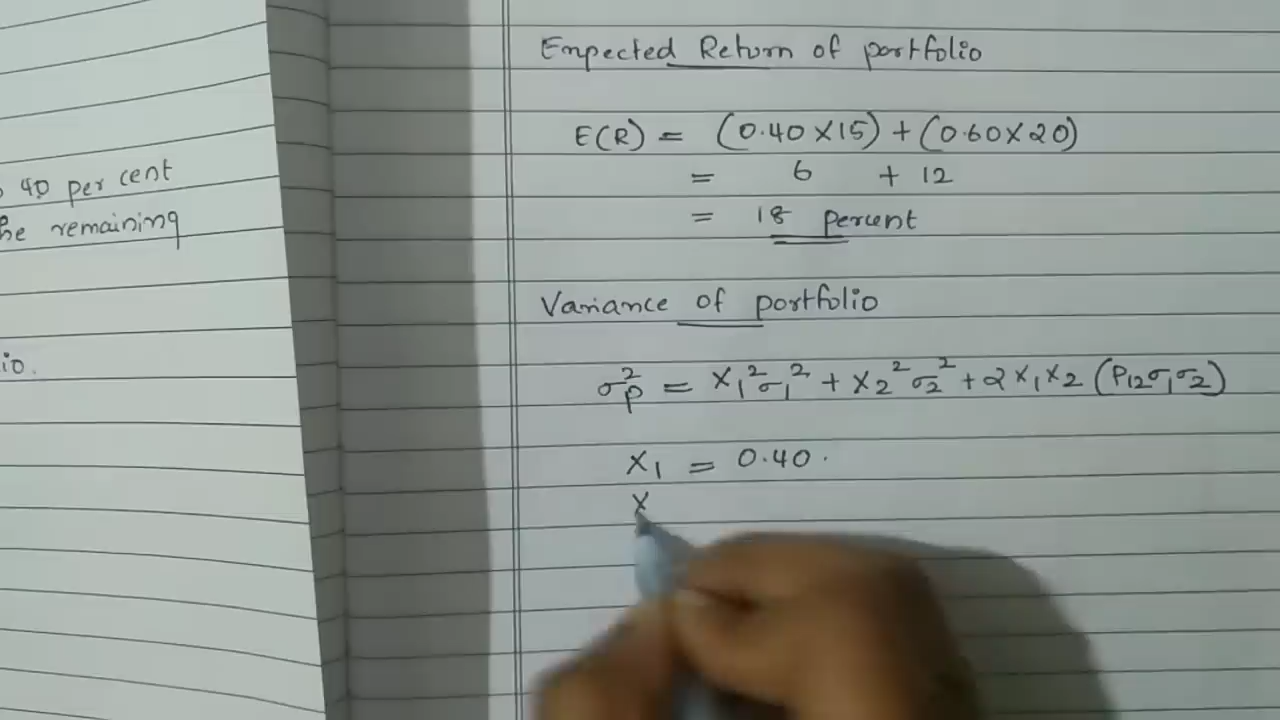 40 per cent
remaining
io.
Expected Return of portfolio
E(R) = (0.40 X 15) + (0.60 X 20)
= 6 + 12
= 18 percent
Variance of portfolio
σp² = X₁²σ₁² + X₂²σ₂² + 2X₁X₂ (P₁₂σ₁σ₂)
X₁ = 0.40.
X